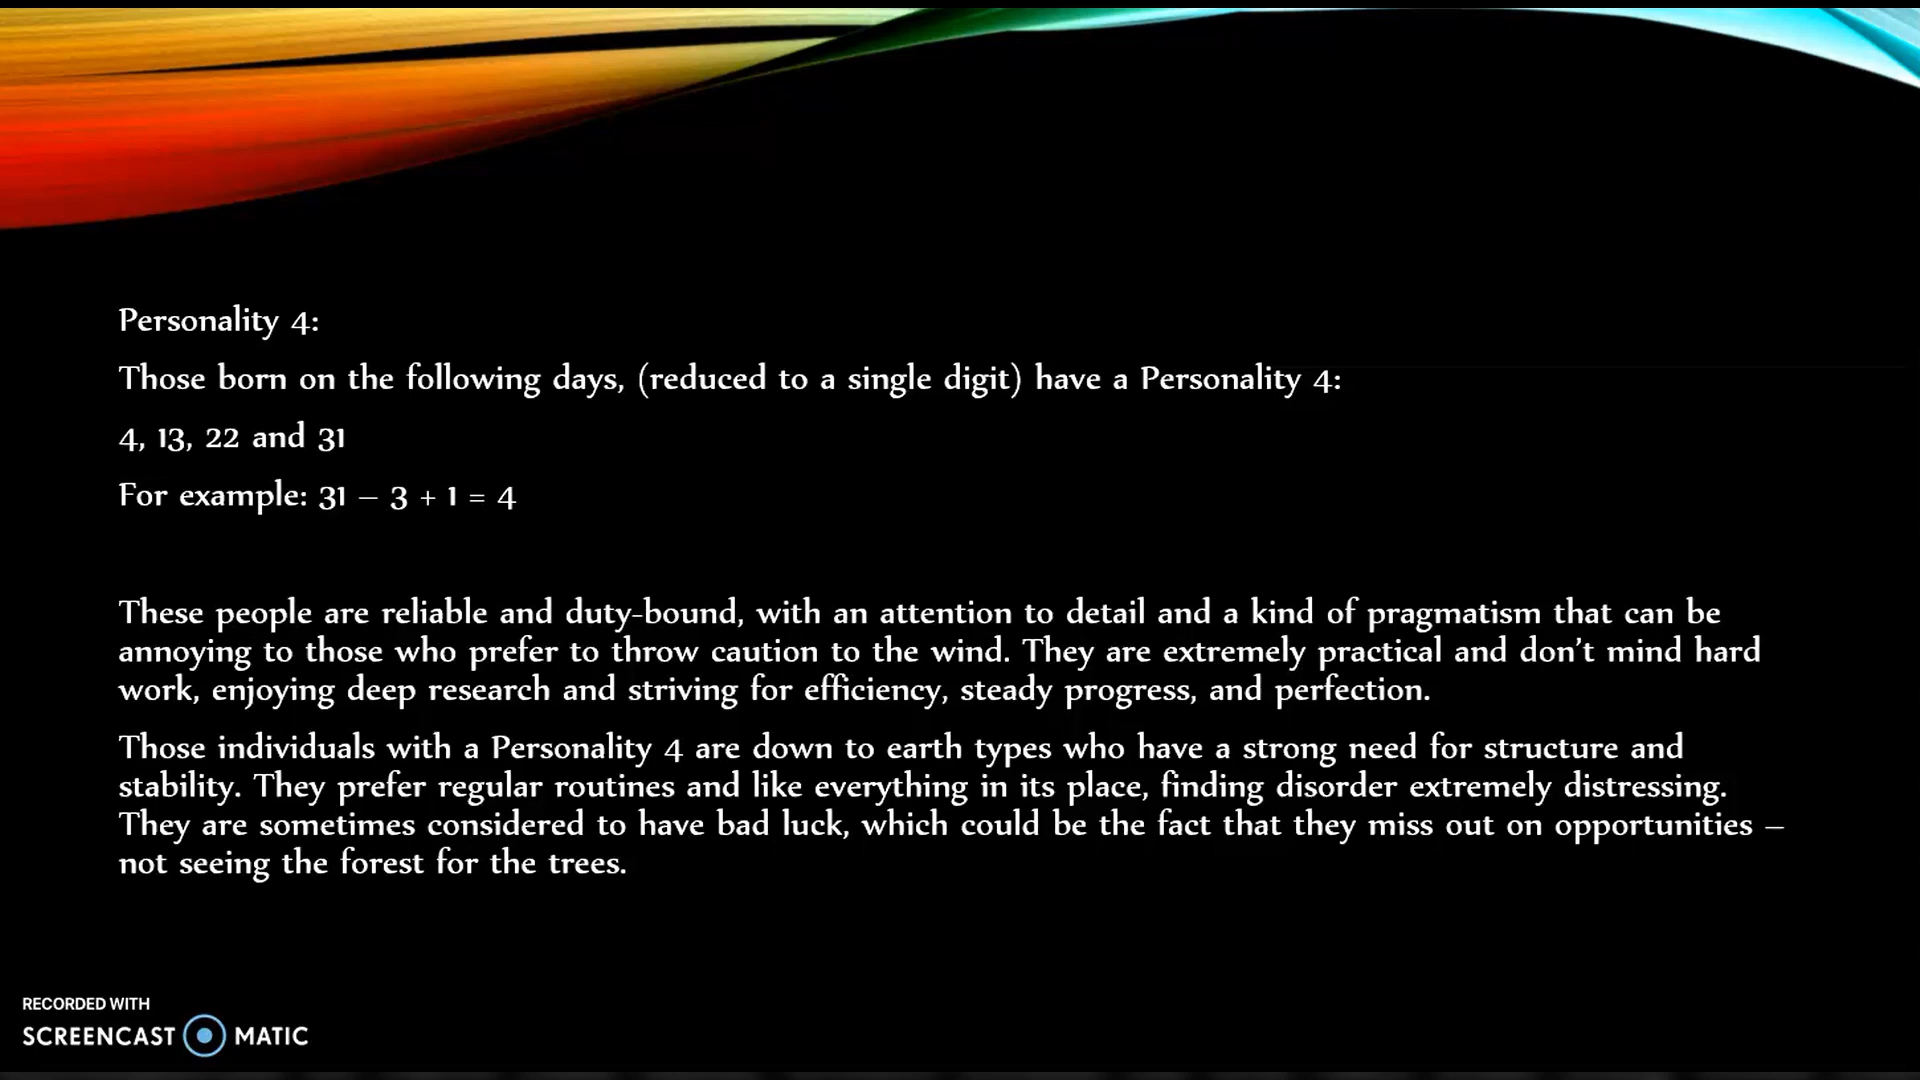 Personality 4:
Those born on the following days, (reduced to a single digit) have a Personality 4:
4, 13, 22 and 31
For example: 31 – 3 + 1 = 4
These people are reliable and duty-bound, with an attention to detail and a kind of pragmatism that can be
annoying to those who prefer to throw caution to the wind. They are extremely practical and don’t mind hard
work, enjoying deep research and striving for efficiency, steady progress, and perfection.
Those individuals with a Personality 4 are down to earth types who have a strong need for structure and
stability. They prefer regular routines and like everything in its place, finding disorder extremely distressing.
They are sometimes considered to have bad luck, which could be the fact that they miss out on opportunities –
not seeing the forest for the trees.
RECORDED WITH
SCREENCAST MATIC